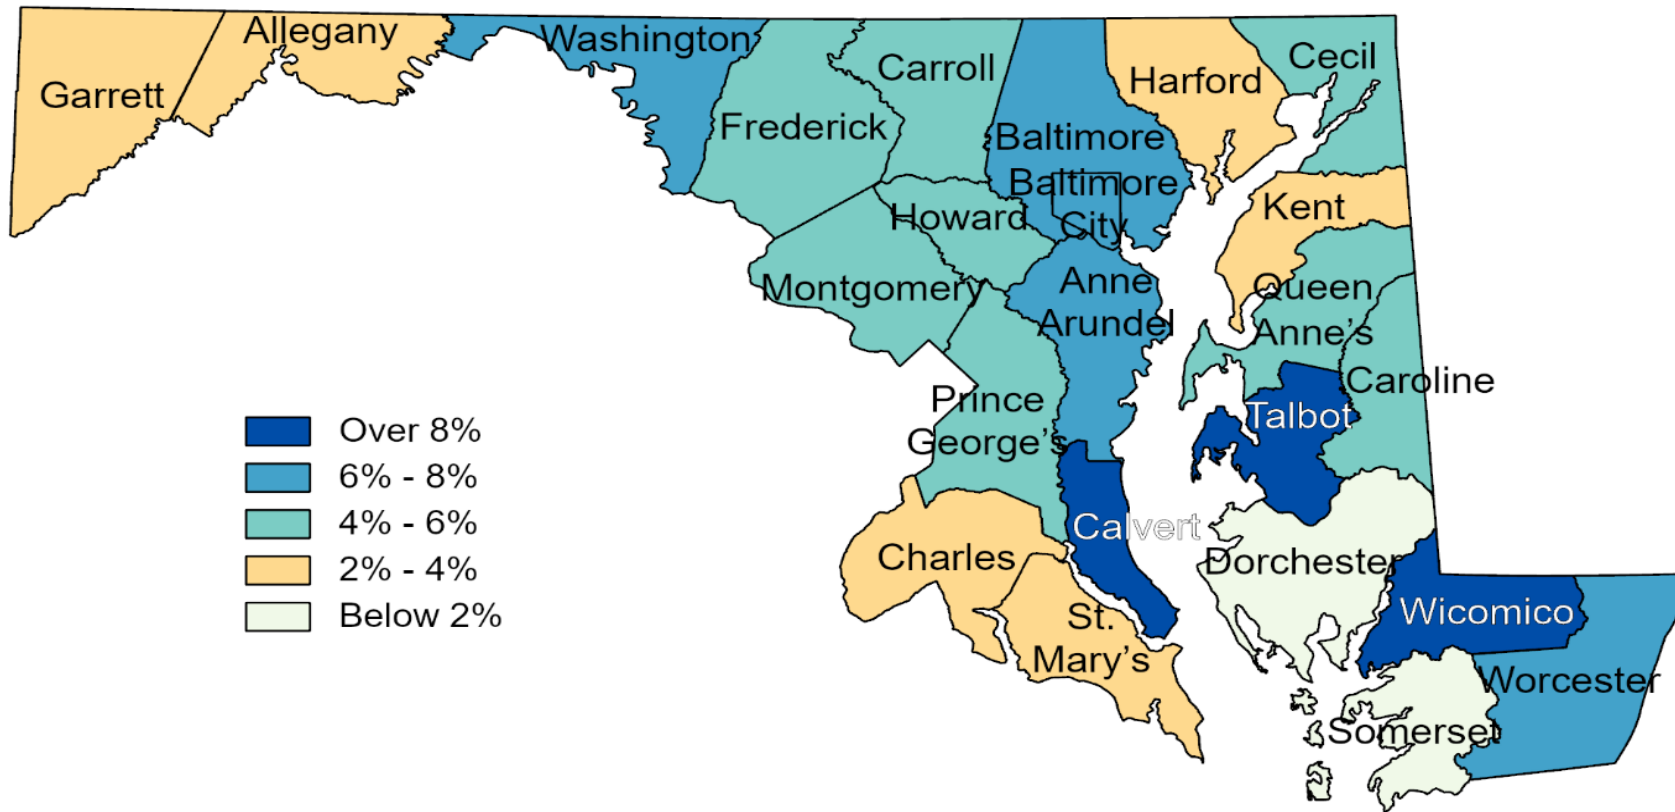 Garrett
Allegany
Washington
Frederick
Carroll
Baltimore
Baltimore
City
Harford
Cecil
Howard
Kent
Montgomery
Anne
Arundel
Queen
Anne’s
Caroline
Talbot
Prince
George’s
Calvert
Charles
St.
Mary’s
Dorchester
Wicomico
Worcester
Somerset
Over 8%
6% - 8%
4% - 6%
2% - 4%
Below 2%